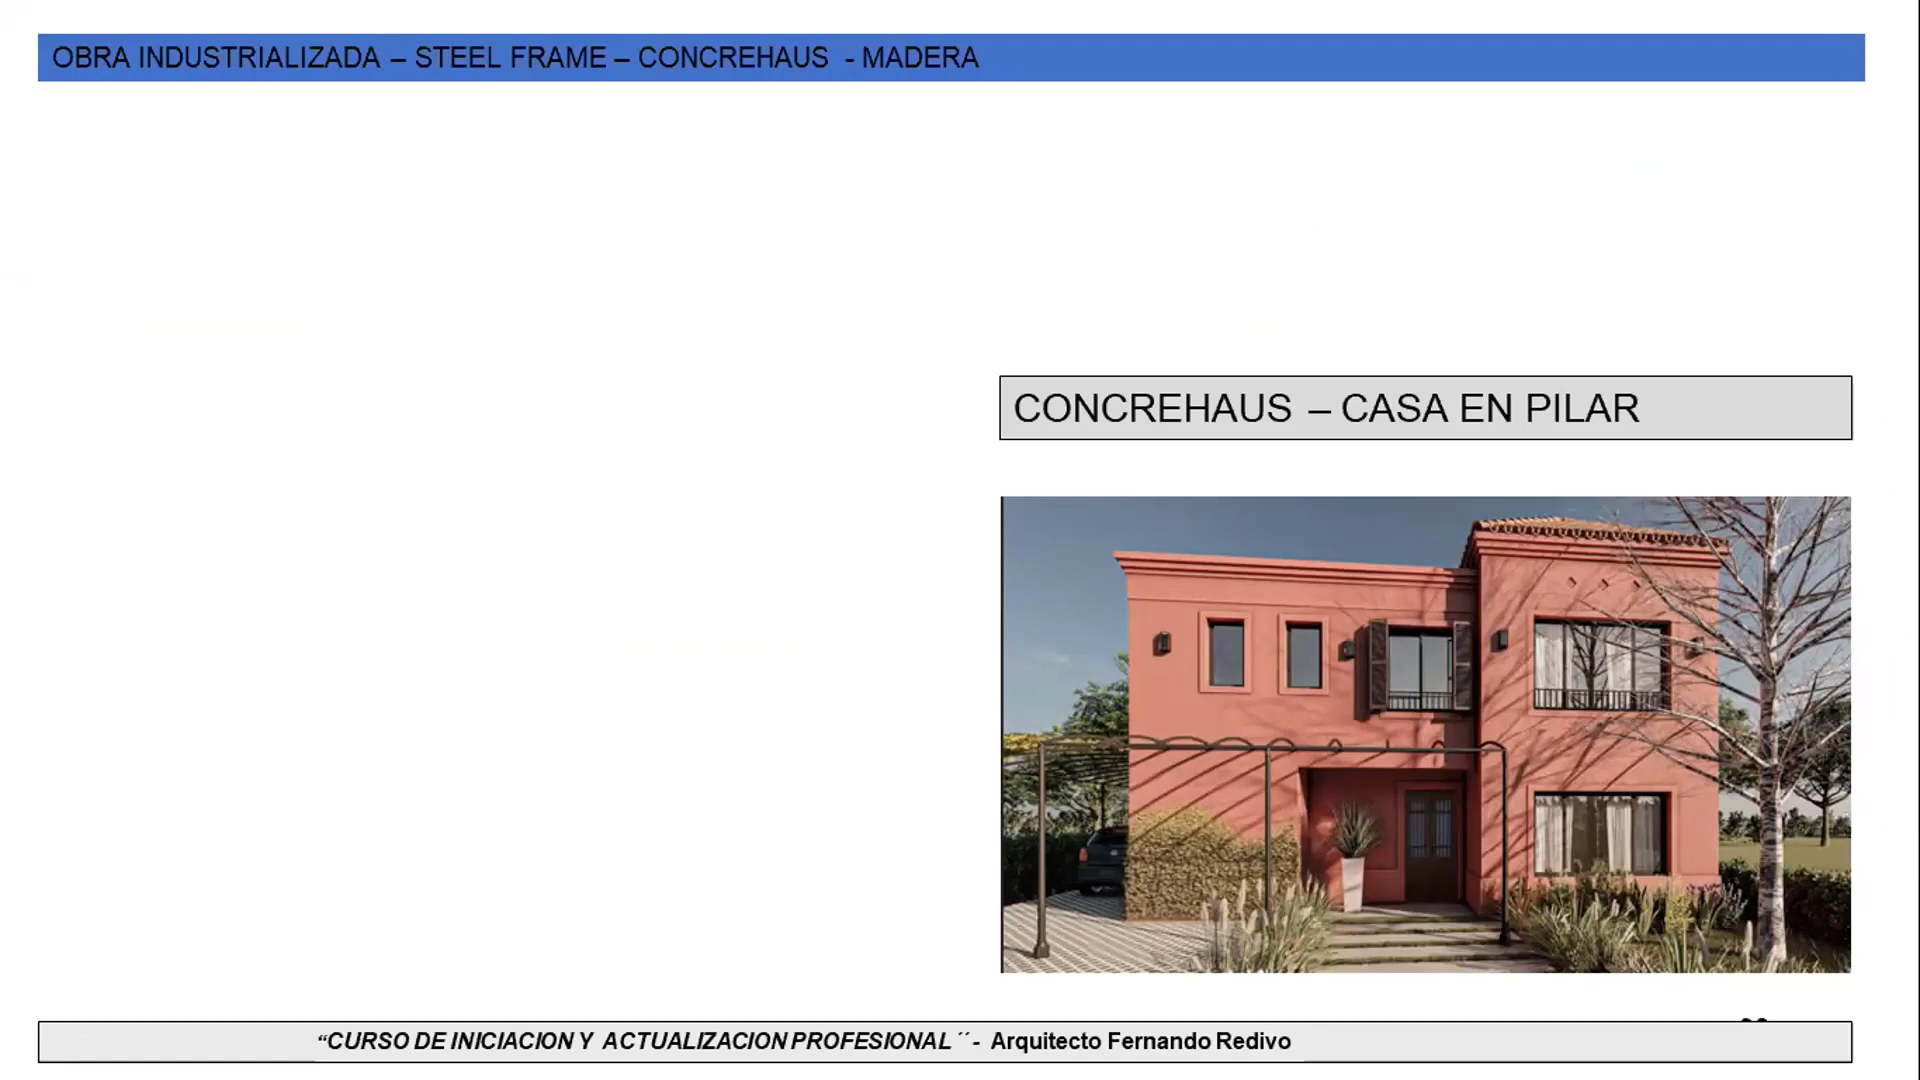 OBRA INDUSTRIALIZADA – STEEL FRAME – CONCREHAUS - MADERA
CONCREHAUS – CASA EN PILAR
“CURSO DE INICIACION Y ACTUALIZACION PROFESIONAL ´´- Arquitecto Fernando Redivo